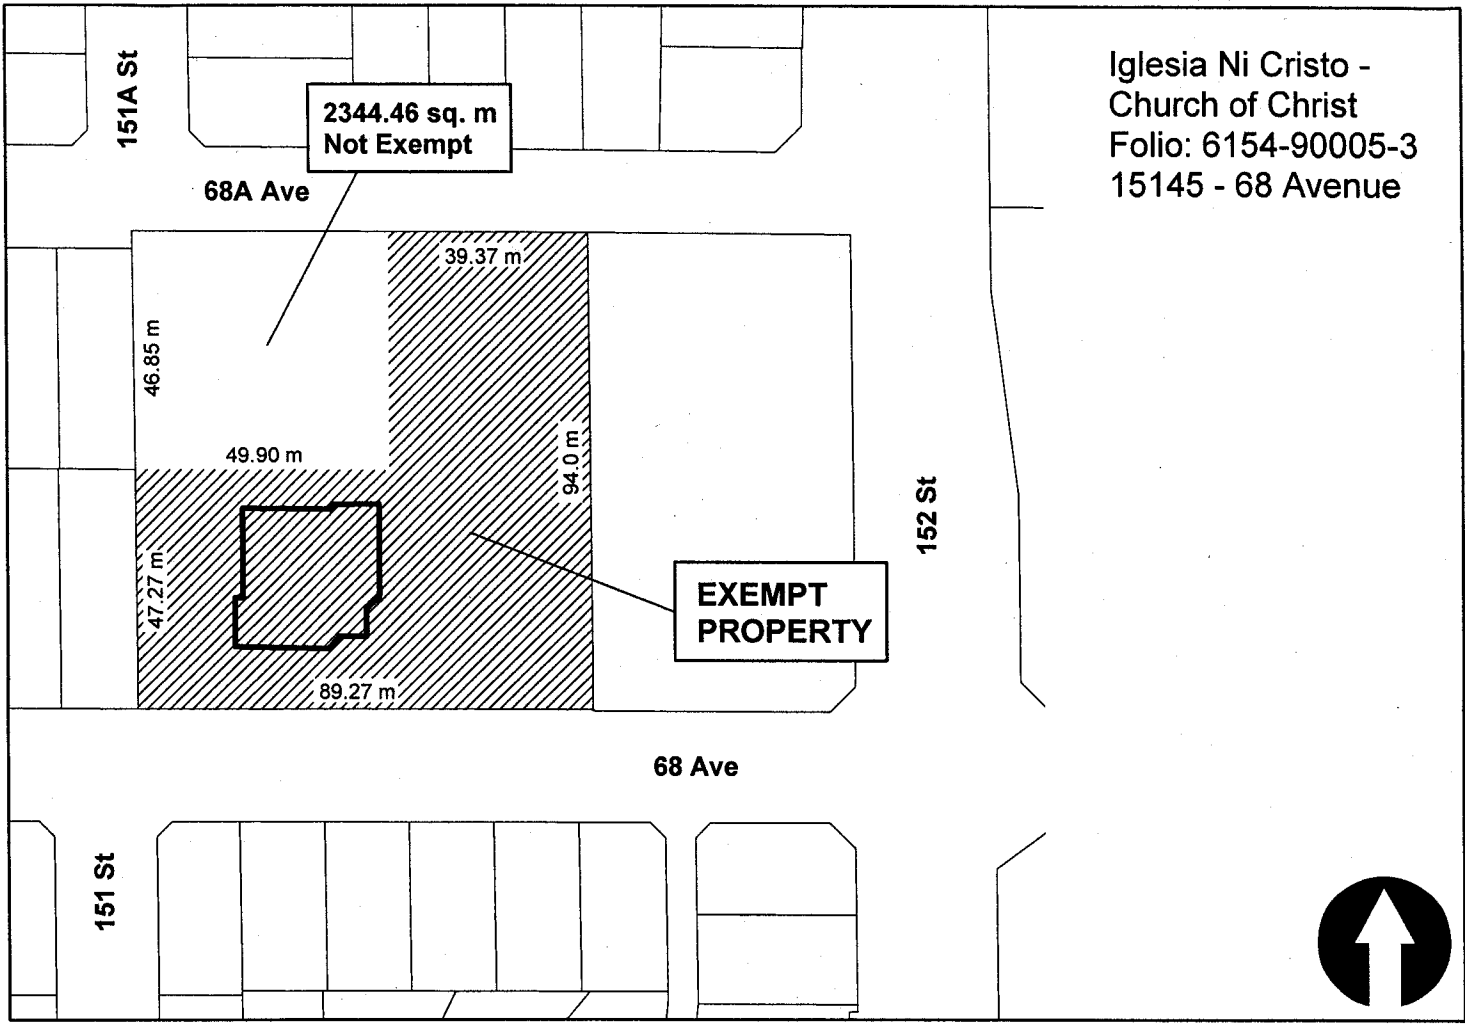 Iglesia Ni Cristo -
Church of Christ
Folio: 6154-90005-3
15145 - 68 Avenue
151A St
2344.46 sq. m
Not Exempt
68A Ave
39.37 m
46.85 m
49.90 m
94.0 m
152 St
47.27 m
EXEMPT
PROPERTY
89.27 m
68 Ave
151 St